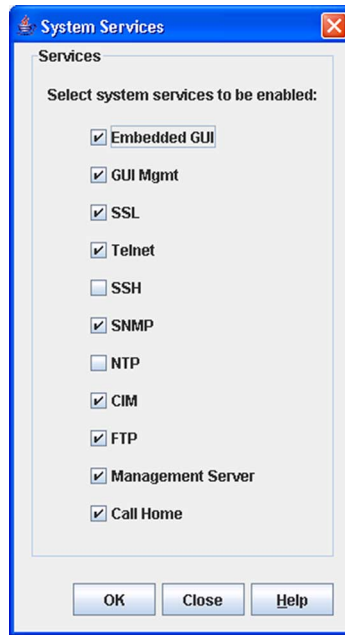 System Services
Services
Select system services to be enabled:
Embedded GUI
GUI Mgmt
SSL
Telnet
SSH
SNMP
NTP
CIM
FTP
Management Server
Call Home
OK Close Help